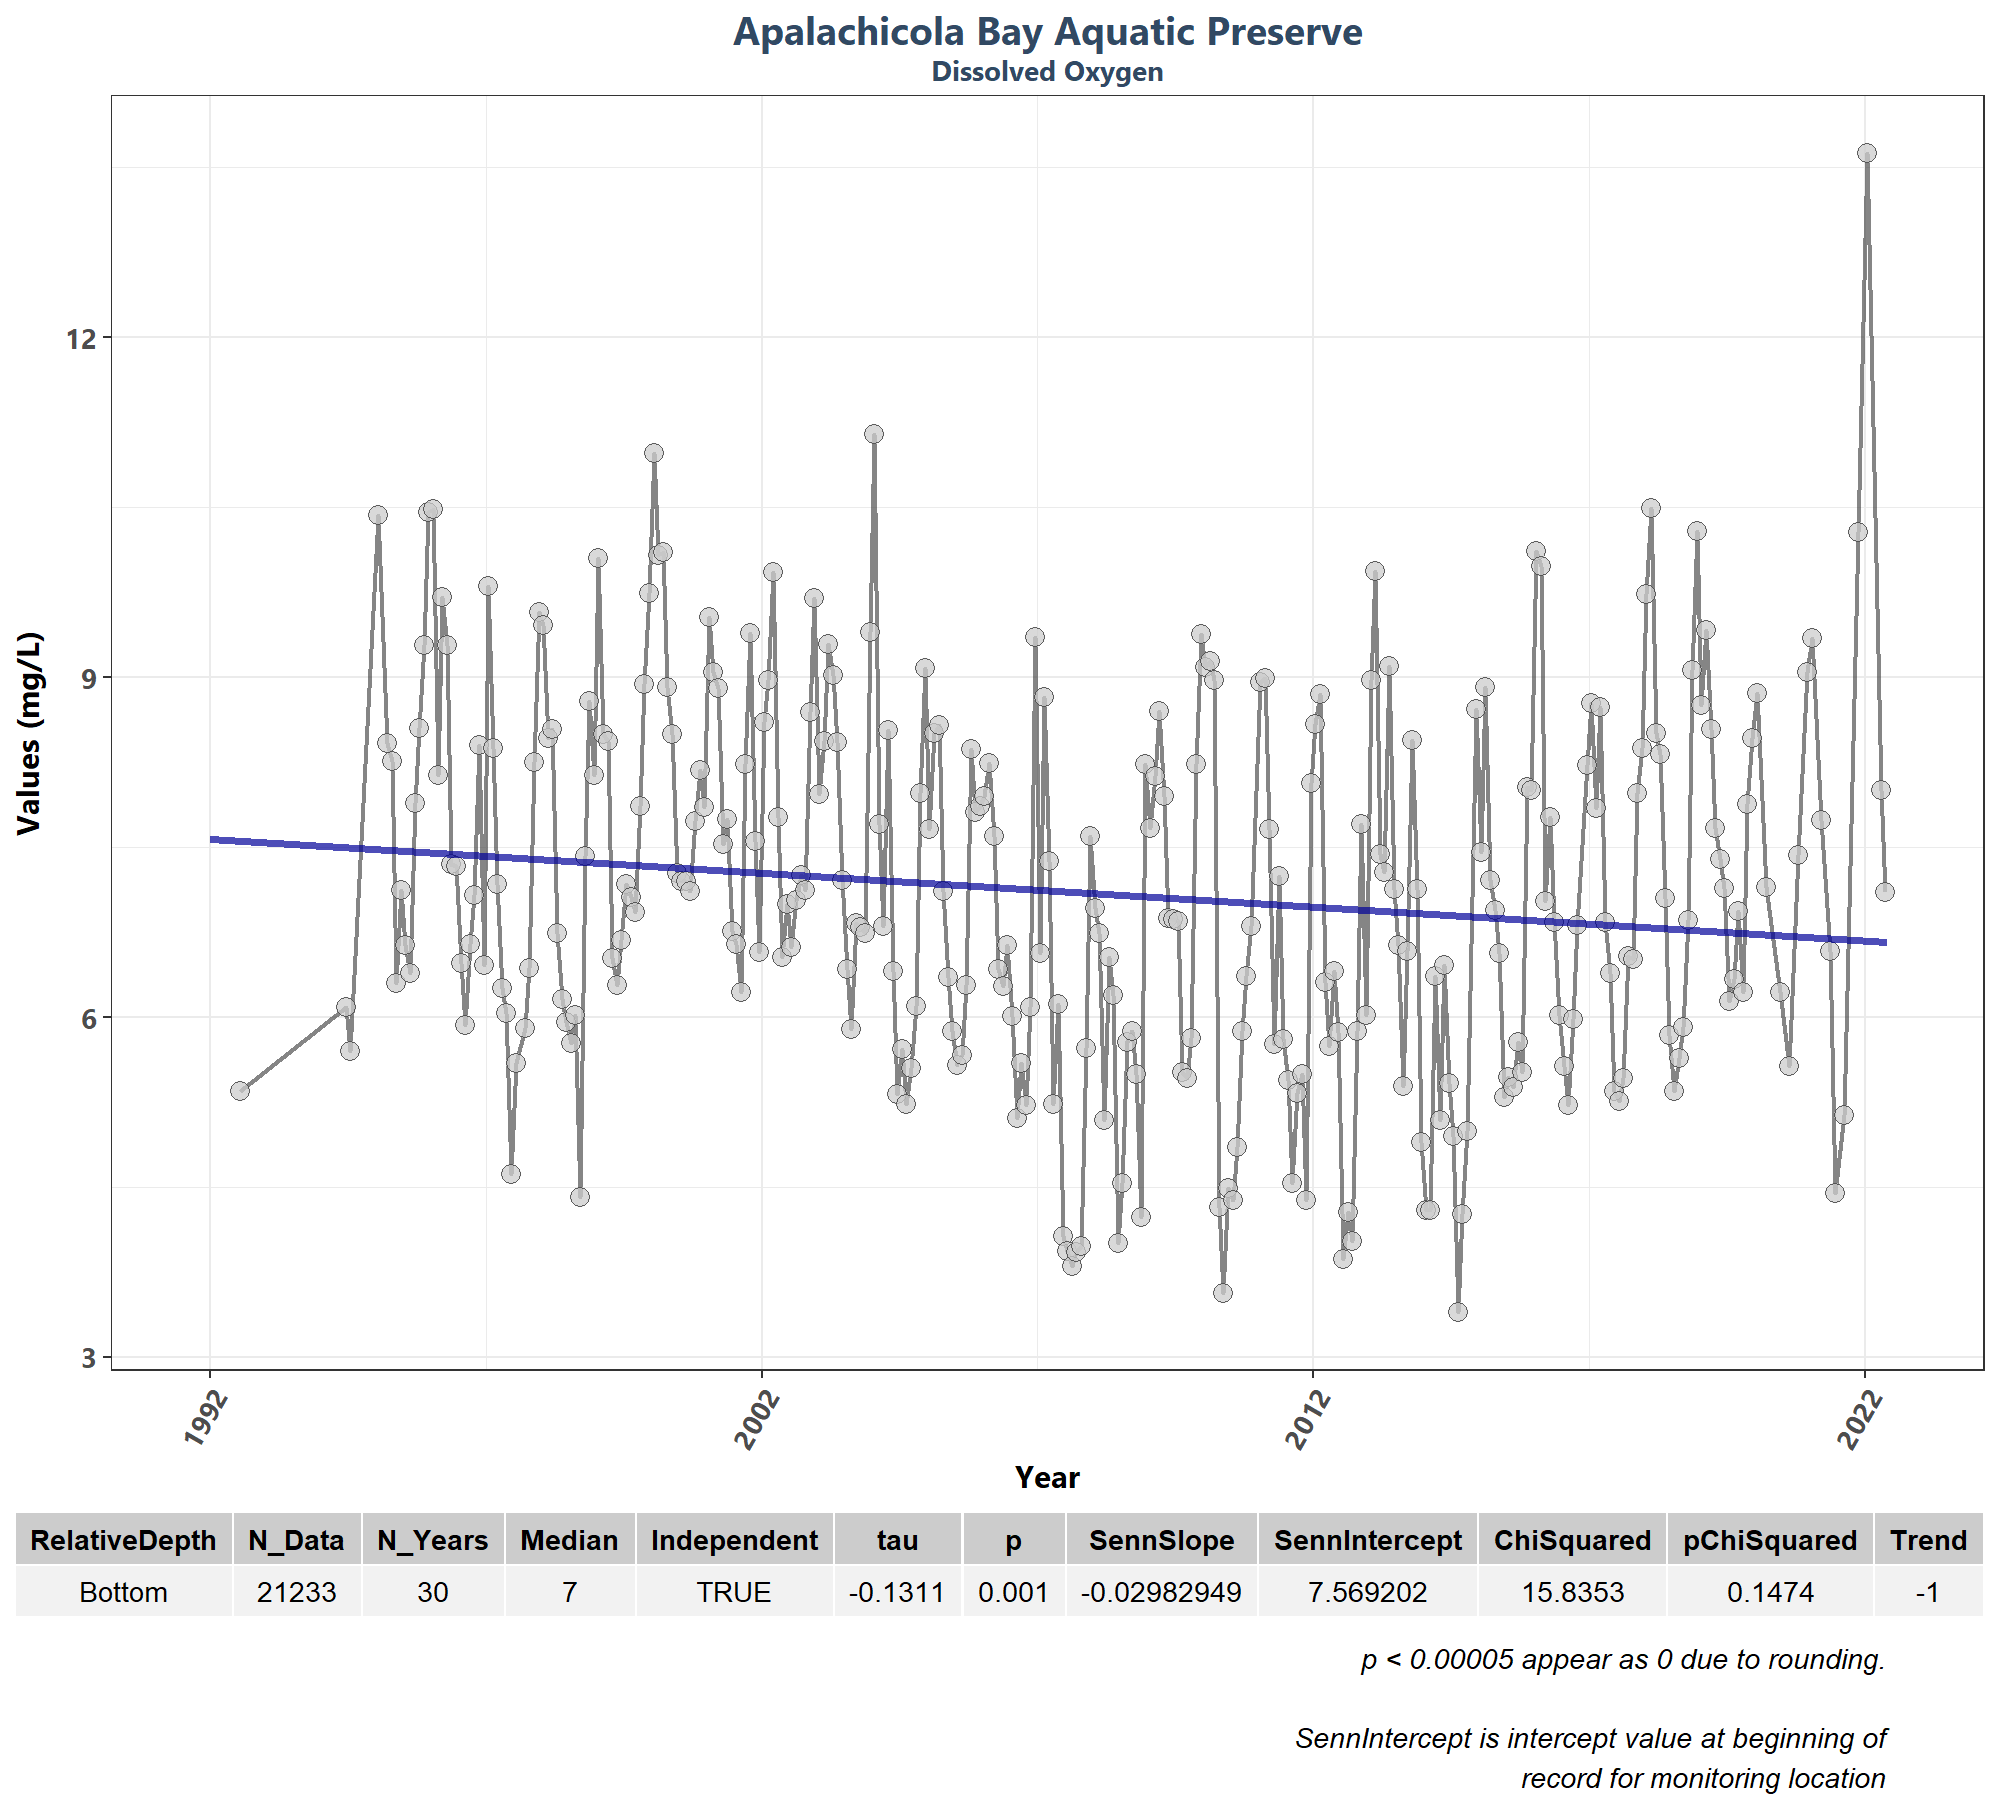 Apalachicola Bay Aquatic Preserve
Dissolved Oxygen
Values (mg/L)
12
9
6
3
1992 2002 2012 2022
Year
RelativeDepth N_Data N_Years Median Independent tau p SennSlope SennIntercept ChiSquared pChiSquared Trend
Bottom 21233 30 7 TRUE -0.1311 0.001 -0.02982949 7.569202 15.8353 0.1474 -1
p < 0.00005 appear as 0 due to rounding.
SennIntercept is intercept value at beginning of
record for monitoring location